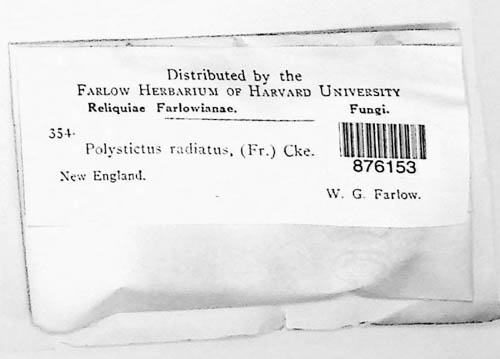 Distributed by the
FARLOW HERBARIUM OF HARVARD UNIVERSITY
Reliquiae Farlowianae. Fungi.
354.
Polystictus radiatus, (Fr.) Cke.
876153
New England.
W. G. Farlow.